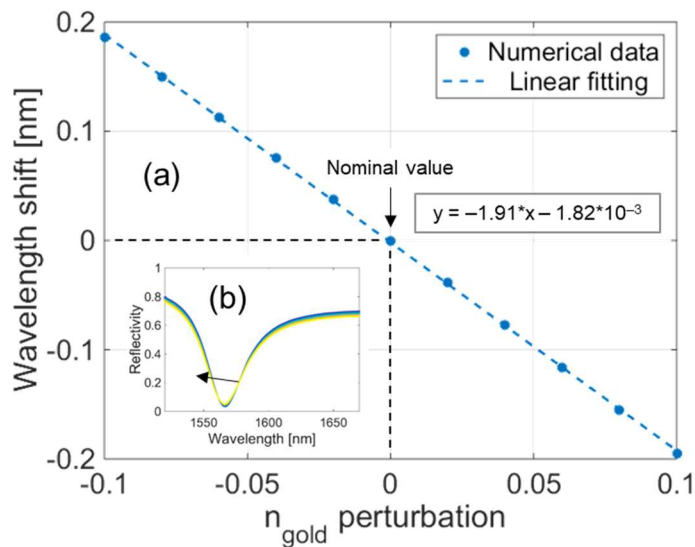 0.2
0.1
0
-0.1
-0.2
Wavelength shift [nm]
Numerical data
Linear fitting
(a)
Nominal value
y = –1.91*x – 1.82*10⁻³
(b)
1
0.8
0.6
0.4
0.2
0
Reflectivity
1550 1600 1650
Wavelength [nm]
-0.1 -0.05 0 0.05 0.1
n_gold perturbation